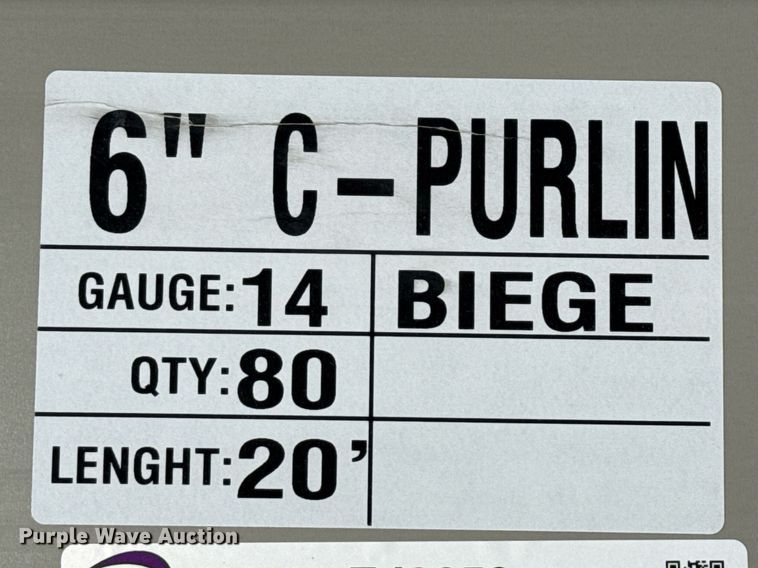 6" C-PURLIN
GAUGE:14 BIEGE
QTY:80
LENGHT:20’
Purple Wave Auction